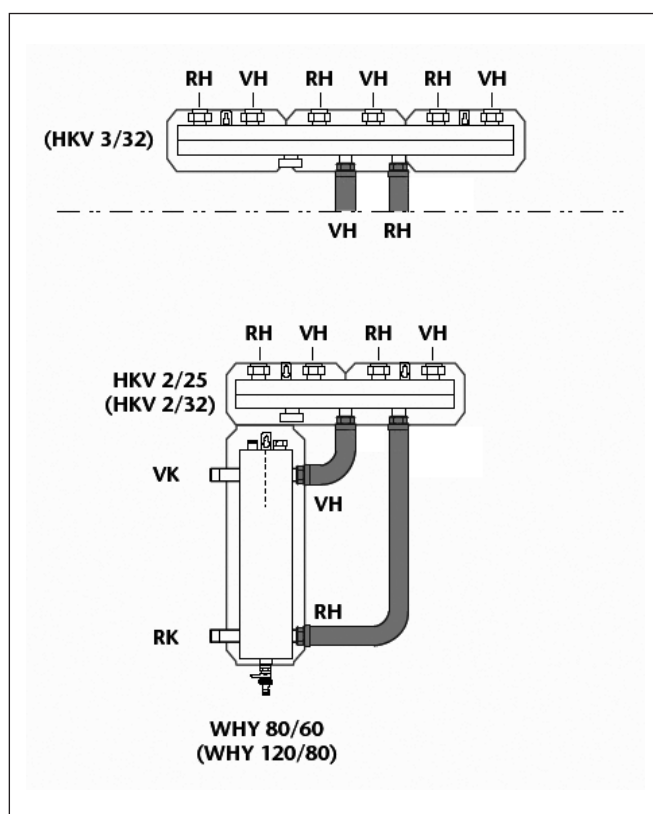 RH VH RH VH RH VH
(HKV 3/32)
VH RH
RH VH RH VH
HKV 2/25
(HKV 2/32)
VK
VH
RH
RK
WHY 80/60
(WHY 120/80)